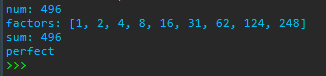 num: 496
factors: [1, 2, 4, 8, 16, 31, 62, 124, 248]
sum: 496
perfect
>>>